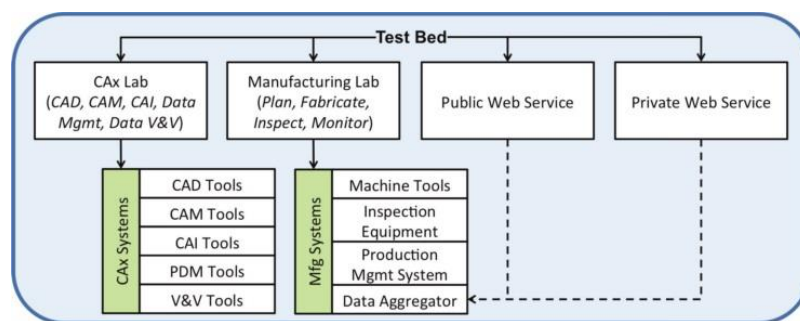 Test Bed
CAx Lab
(CAD, CAM, CAI, Data
Mgmt, Data V&V)
Manufacturing Lab
(Plan, Fabricate,
Inspect, Monitor)
Public Web Service
Private Web Service
CAx Systems
CAD Tools
CAM Tools
CAI Tools
PDM Tools
V&V Tools
Mfg Systems
Machine Tools
Inspection
Equipment
Production
Mgmt System
Data Aggregator